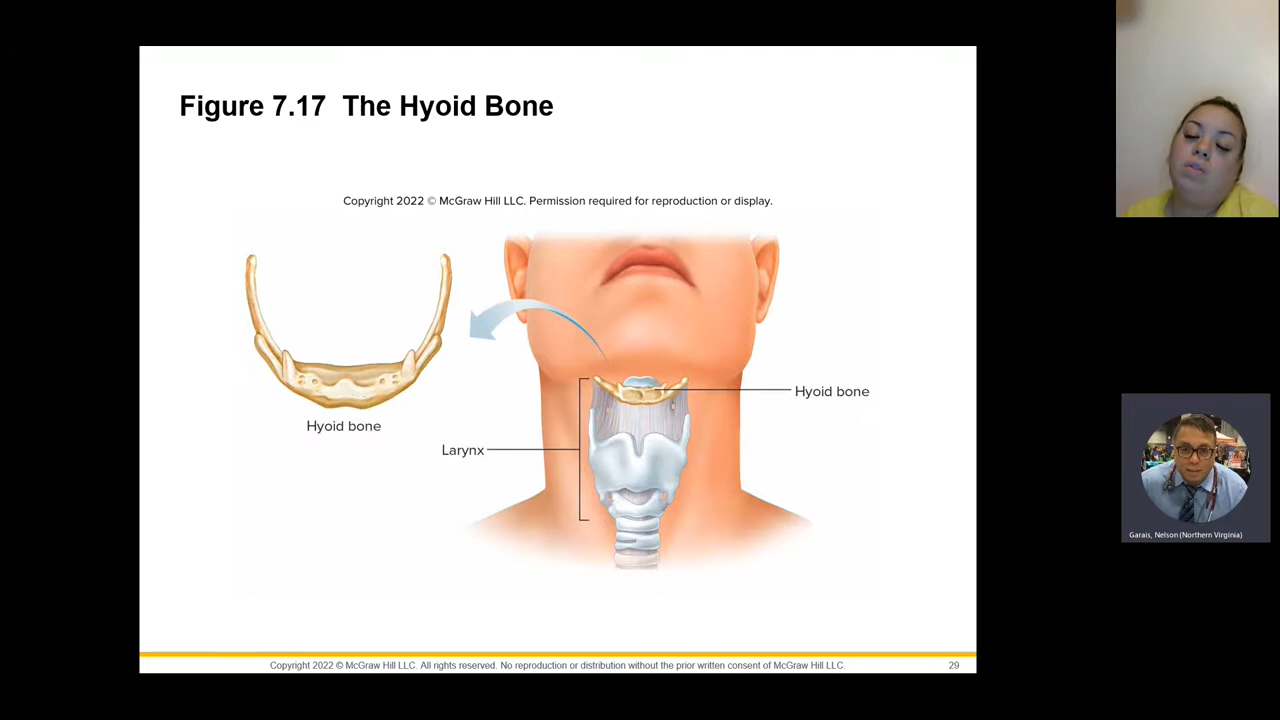 Figure 7.17 The Hyoid Bone
Copyright 2022 © McGraw Hill LLC. Permission required for reproduction or display.
Hyoid bone
Hyoid bone
Larynx
Garais, Nelson (Northern Virginia)
Copyright 2022 © McGraw Hill LLC. All rights reserved. No reproduction or distribution without the prior written consent of McGraw Hill LLC.
29